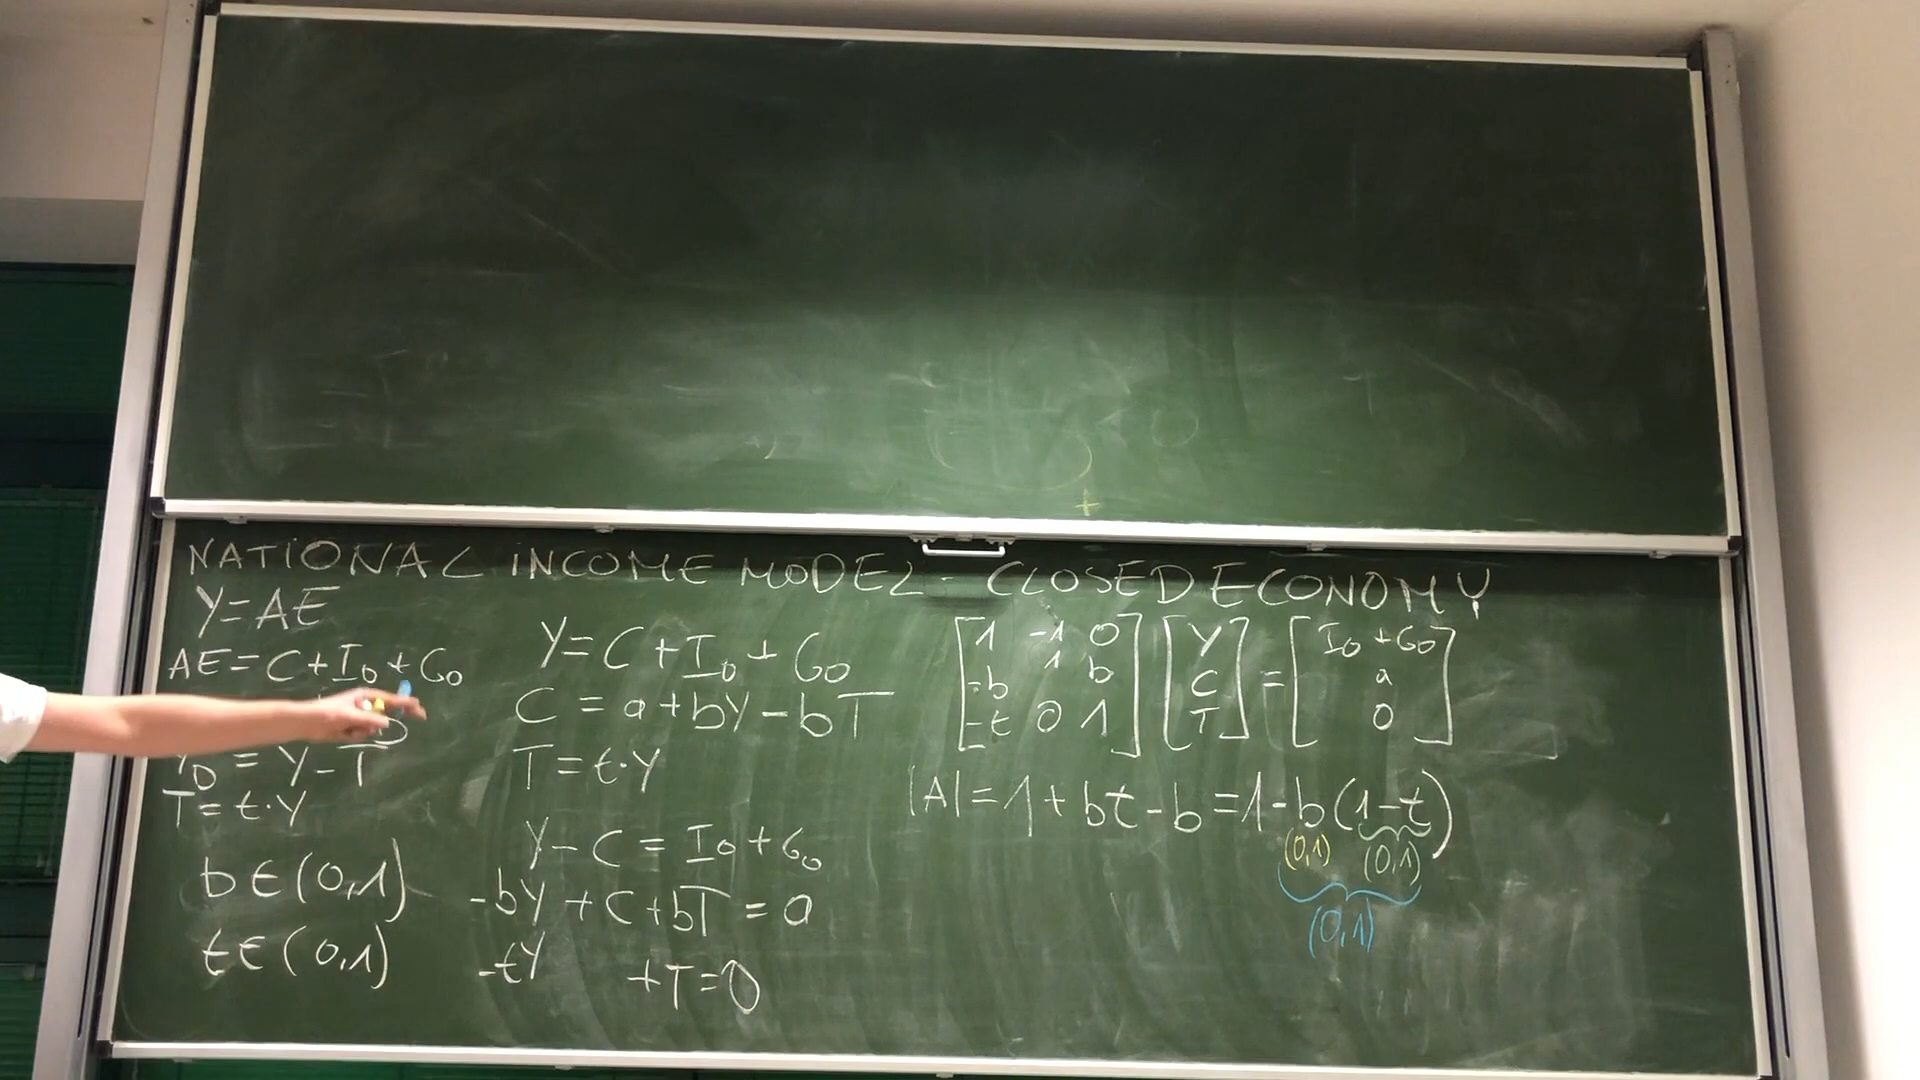 NATIONAL INCOME MODEL - CLOSED ECONOMY
Y=AE
AE=C+I₀+G₀
D
Y_D = Y-T
T=t·Y
b∈(0,1)
t∈(0,1)
Y=C+I₀+G₀
C=a+bY-bT
T=t·Y
Y-C=I₀+G₀
-bY+C+bT=a
-tY +T=0
[1 -1 0] [Y] = [I₀+G₀]
[-b 1 b] [C] [a]
[-t 0 1] [T] [0]
|A|=1+bt-b=1-b(1-t)
(0,1) (0,1)
(0,1)
+